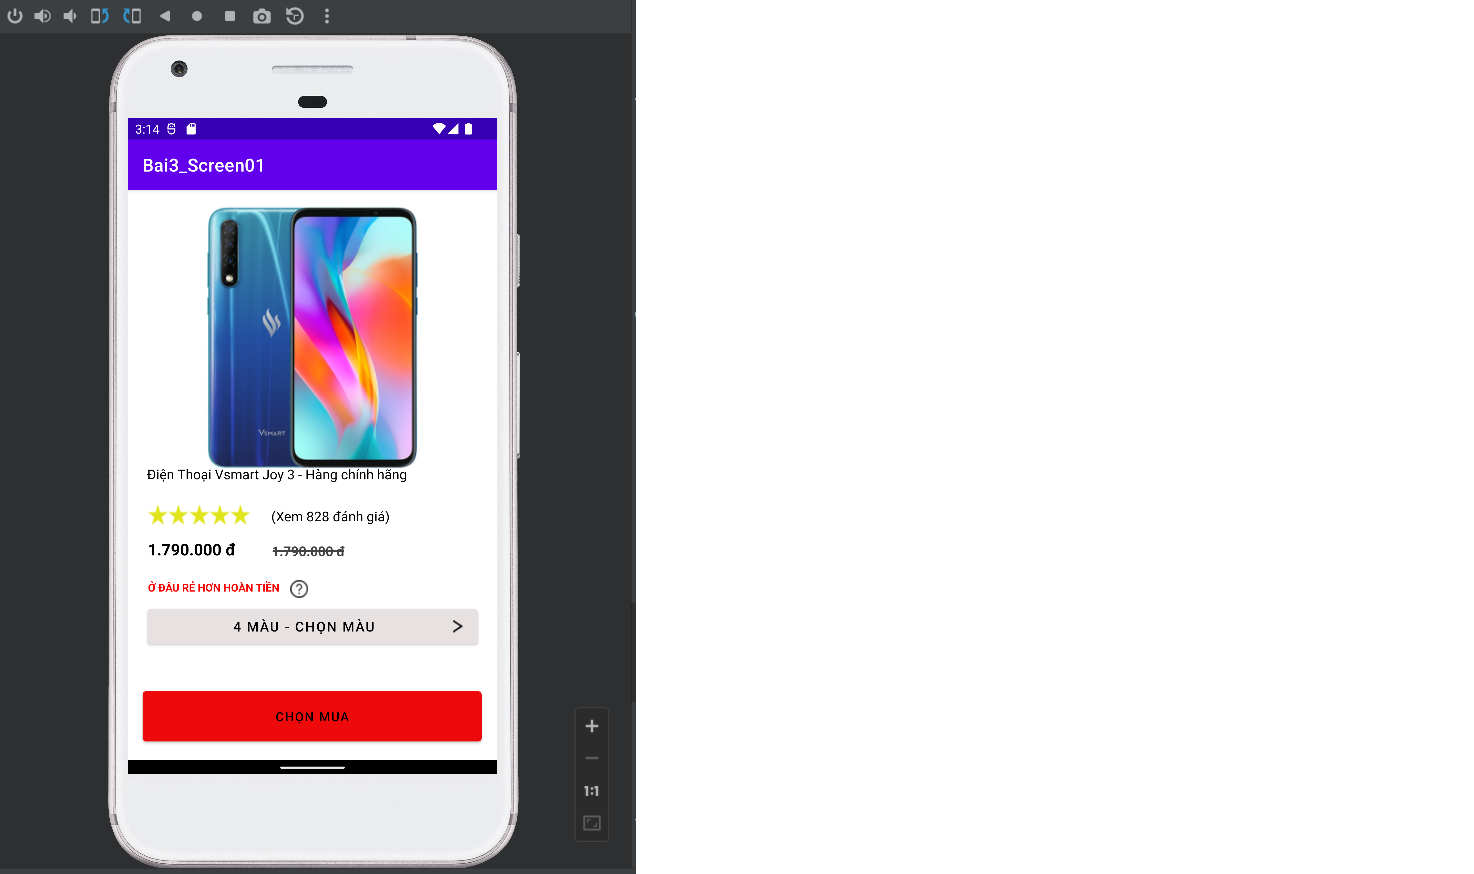 3:14
Bai3_Screen01
VSMART
Điện Thoại Vsmart Joy 3 - Hàng chính hãng
(Xem 828 đánh giá)
1.790.000 đ 1.790.000 đ
Ở ĐÂU RẺ HƠN HOÀN TIỀN ?
4 MÀU - CHỌN MÀU >
CHỌN MUA
1:1